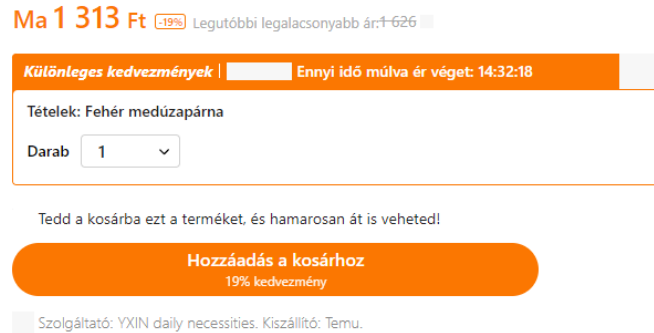 Ma 1 313 Ft -19% Legutóbbi legalacsonyabb ár:1 626
Különleges kedvezmények | Ennyi idő múlva ér véget: 14:32:18
Tételek: Fehér medúzapárna
Darab 1
Tedd a kosárba ezt a terméket, és hamarosan át is veheted!
Hozzáadás a kosárhoz
19% kedvezmény
Szolgáltató: YXIN daily necessities. Kiszállító: Temu.